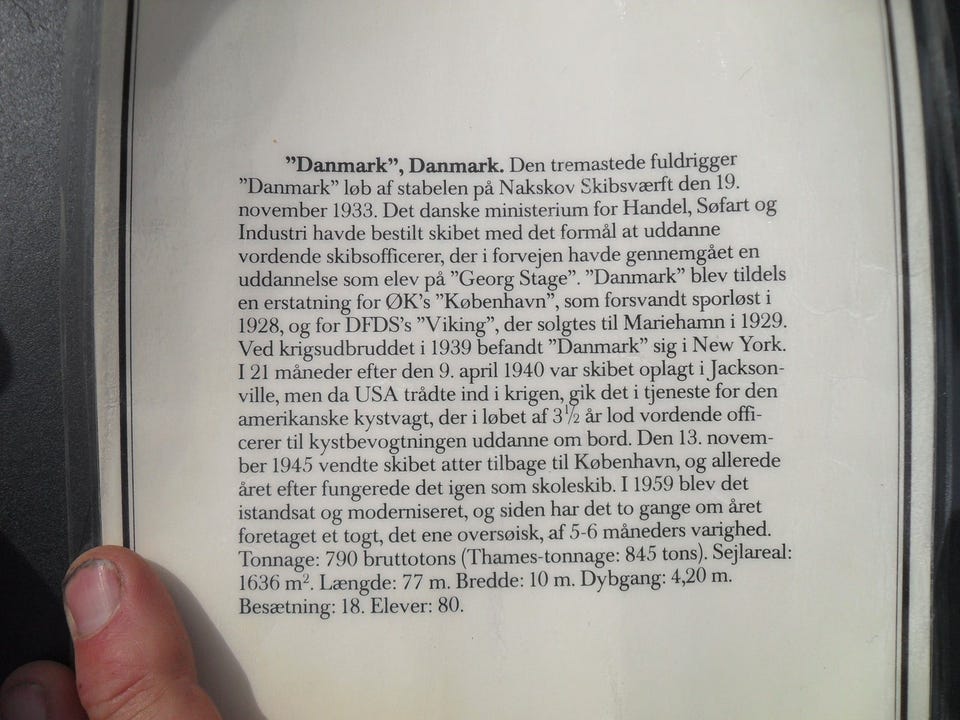 ”Danmark”, Danmark. Den tremastede fuldrigger
”Danmark” løb af stabelen på Nakskov Skibsværft den 19.
november 1933. Det danske ministerium for Handel, Søfart og
Industri havde bestilt skibet med det formål at uddanne
vordende skibsofficerer, der i forvejen havde gennemgået en
uddannelse som elev på ”Georg Stage”. ”Danmark” blev tildels
en erstatning for ØK’s ”København”, som forsvandt sporløst i
1928, og for DFDS’s ”Viking”, der solgtes til Mariehamn i 1929.
Ved krigsudbruddet i 1939 befandt ”Danmark” sig i New York.
I 21 måneder efter den 9. april 1940 var skibet oplagt i Jackson-
ville, men da USA trådte ind i krigen, gik det i tjeneste for den
amerikanske kystvagt, der i løbet af 3½ år lod vordende offi-
cerer til kystbevogtningen uddanne om bord. Den 13. novem-
ber 1945 vendte skibet atter tilbage til København, og allerede
året efter fungerede det igen som skoleskib. I 1959 blev det
istandsat og moderniseret, og siden har det to gange om året
foretaget et togt, det ene oversøisk, af 5-6 måneders varighed.
Tonnage: 790 bruttotons (Thames-tonnage: 845 tons). Sejlareal:
1636 m². Længde: 77 m. Bredde: 10 m. Dybgang: 4,20 m.
Besætning: 18. Elever: 80.